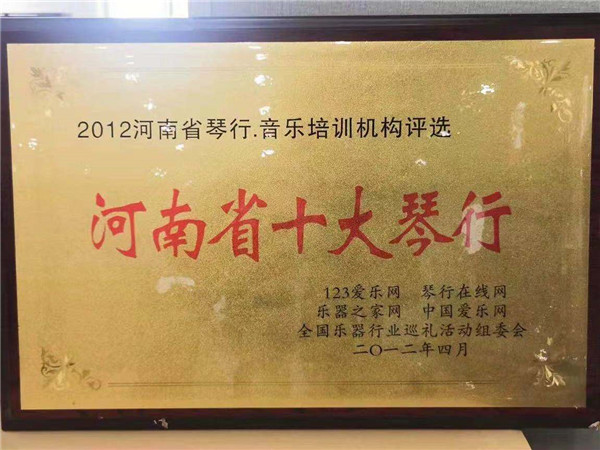 2012河南省琴行.音乐培训机构评选
河南省十大琴行
123爱乐网 琴行在线网
乐器之家网 中国爱乐网
全国乐器行业巡礼活动组委会
二〇一二年四月